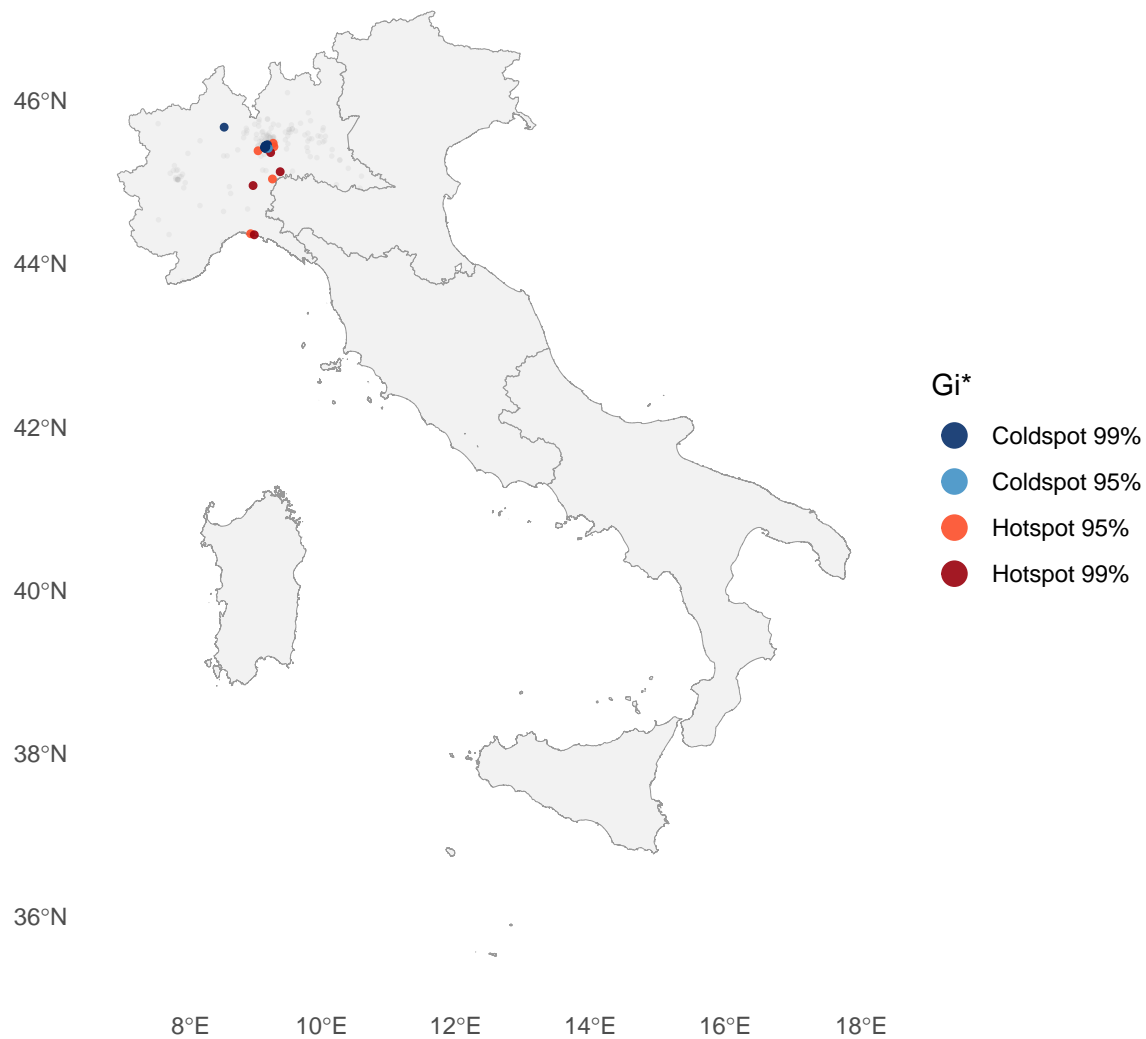 46°N
44°N
42°N
40°N
38°N
36°N
8°E
10°E
12°E
14°E
16°E
18°E
Gi*
Coldspot 99%
Coldspot 95%
Hotspot 95%
Hotspot 99%